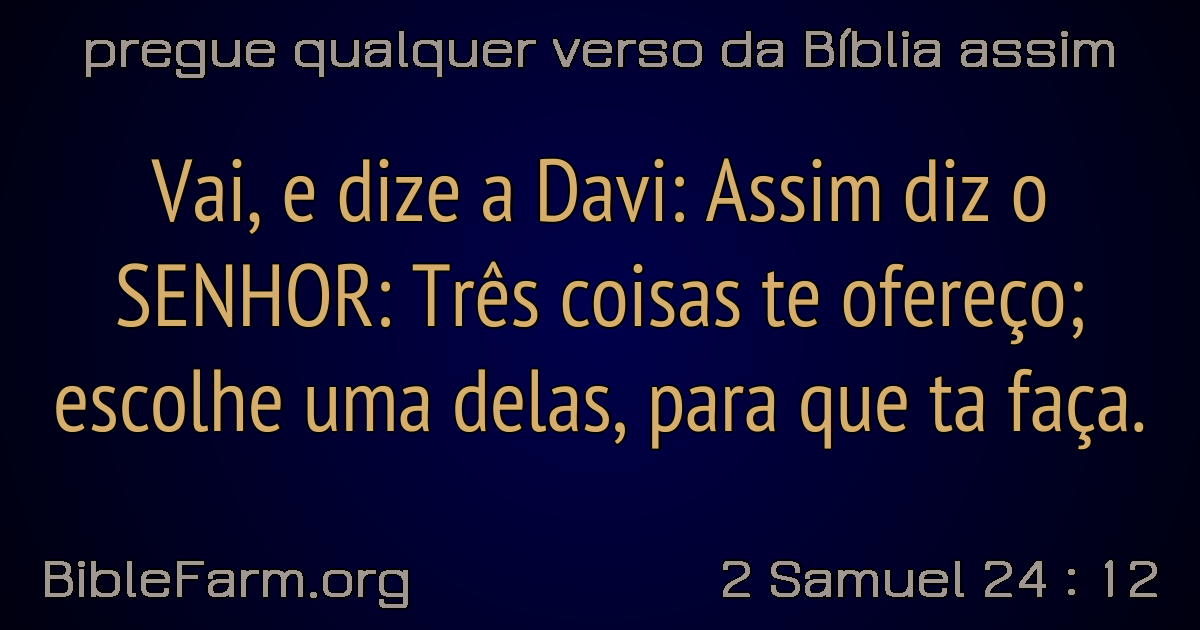 pregue qualquer verso da Bíblia assim
Vai, e dize a Davi: Assim diz o
SENHOR: Três coisas te ofereço;
escolhe uma delas, para que ta faça.
BibleFarm.org
2 Samuel 24 : 12